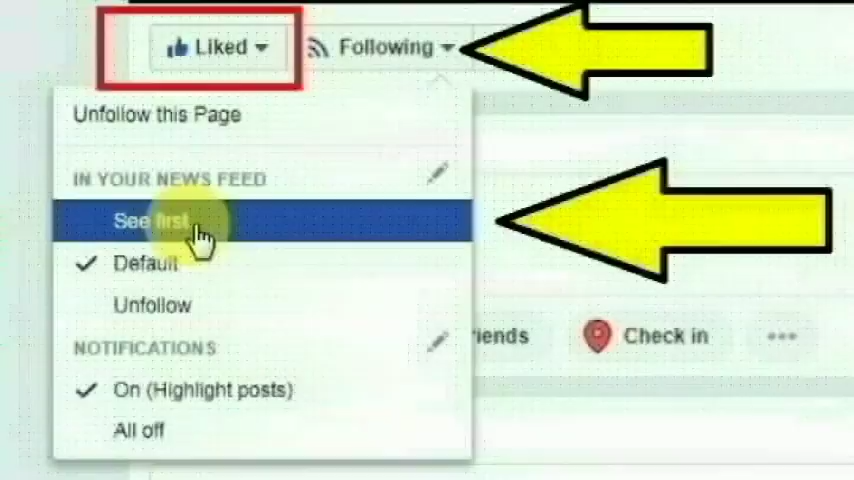 Liked Following
Unfollow this Page
IN YOUR NEWS FEED
See first
Default
Unfollow
riends Check in
NOTIFICATIONS
On (Highlight posts)
All off